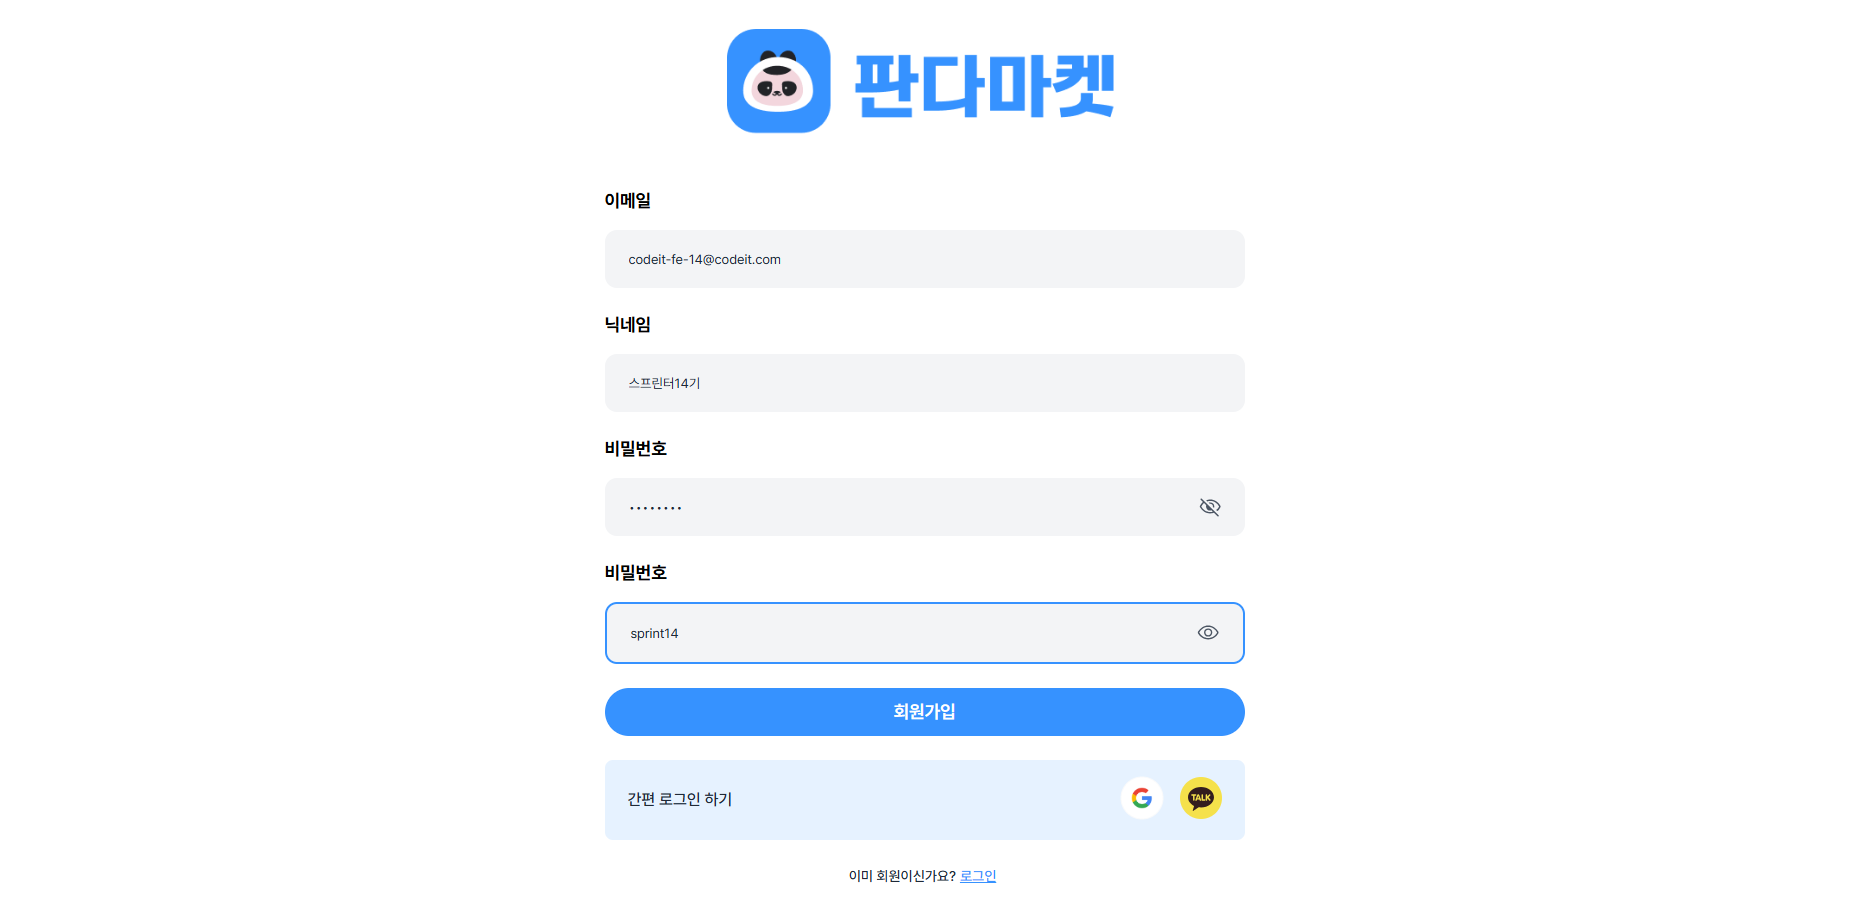 판다마켓
이메일
codeit-fe-14@codeit.com
닉네임
스프린터14기
비밀번호
••••••••
비밀번호
sprint14
회원가입
간편 로그인 하기
G
TALK
이미 회원이신가요? 로그인